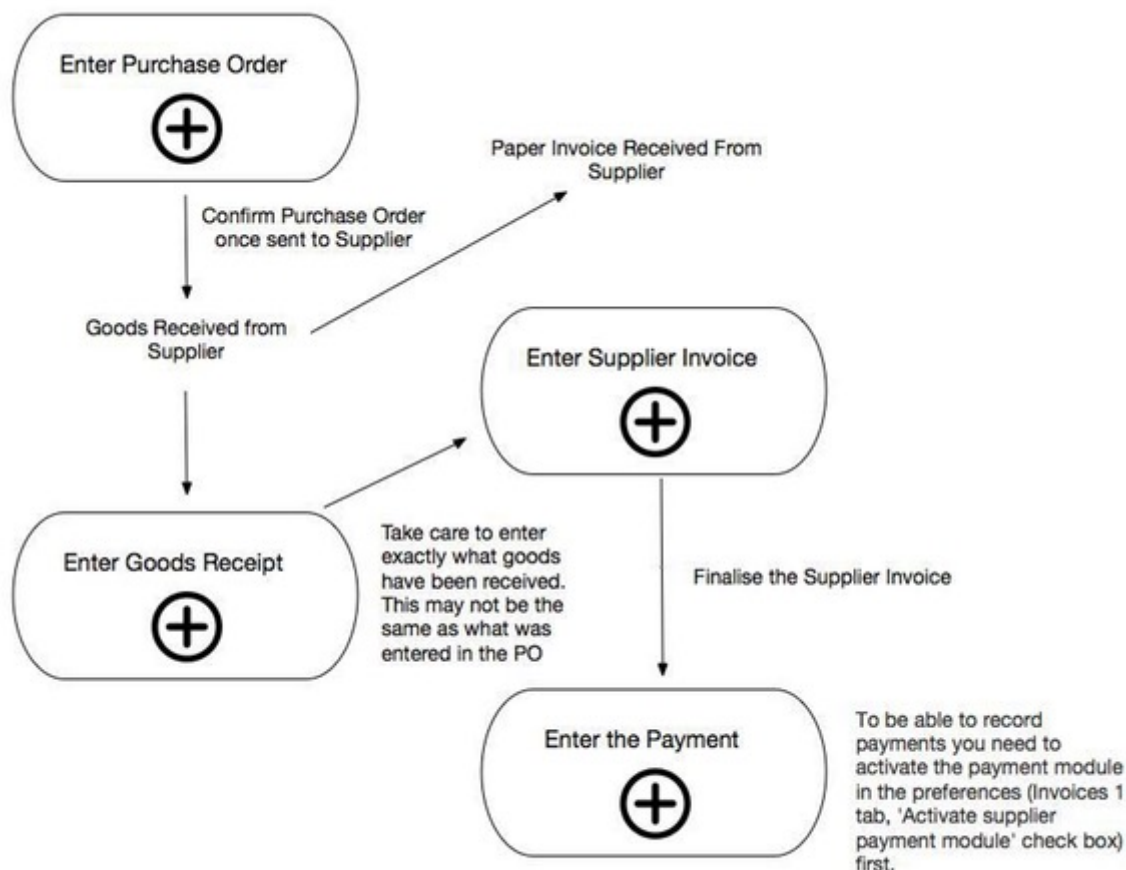 Enter Purchase Order
Paper Invoice Received From
Supplier
Confirm Purchase Order
once sent to Supplier
Goods Received from
Supplier
Enter Supplier Invoice
Enter Goods Receipt
Take care to enter
exactly what goods
have been received.
This may not be the
same as what was
entered in the PO
Finalise the Supplier Invoice
Enter the Payment
To be able to record
payments you need to
activate the payment module
in the preferences (Invoices 1
tab, 'Activate supplier
payment module' check box)
first.